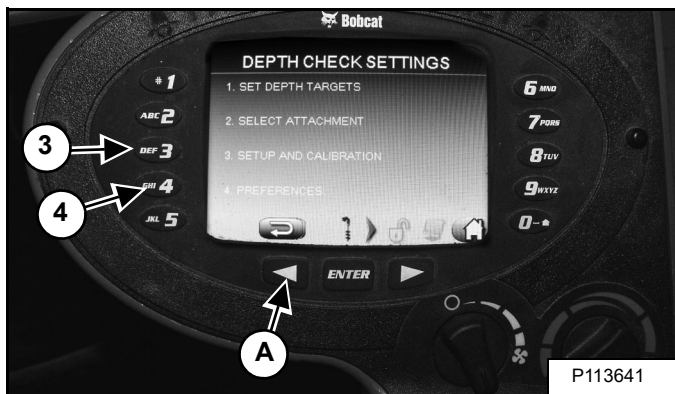 Bobcat
DEPTH CHECK SETTINGS
1. SET DEPTH TARGETS
2. SELECT ATTACHMENT
3. SETUP AND CALIBRATION
4. PREFERENCES
# 1
ABC 2
DEF 3
GHI 4
JKL 5
6 MNO
7 PQRS
8 TUV
9 WXYZ
0
ENTER
3
4
A
P113641